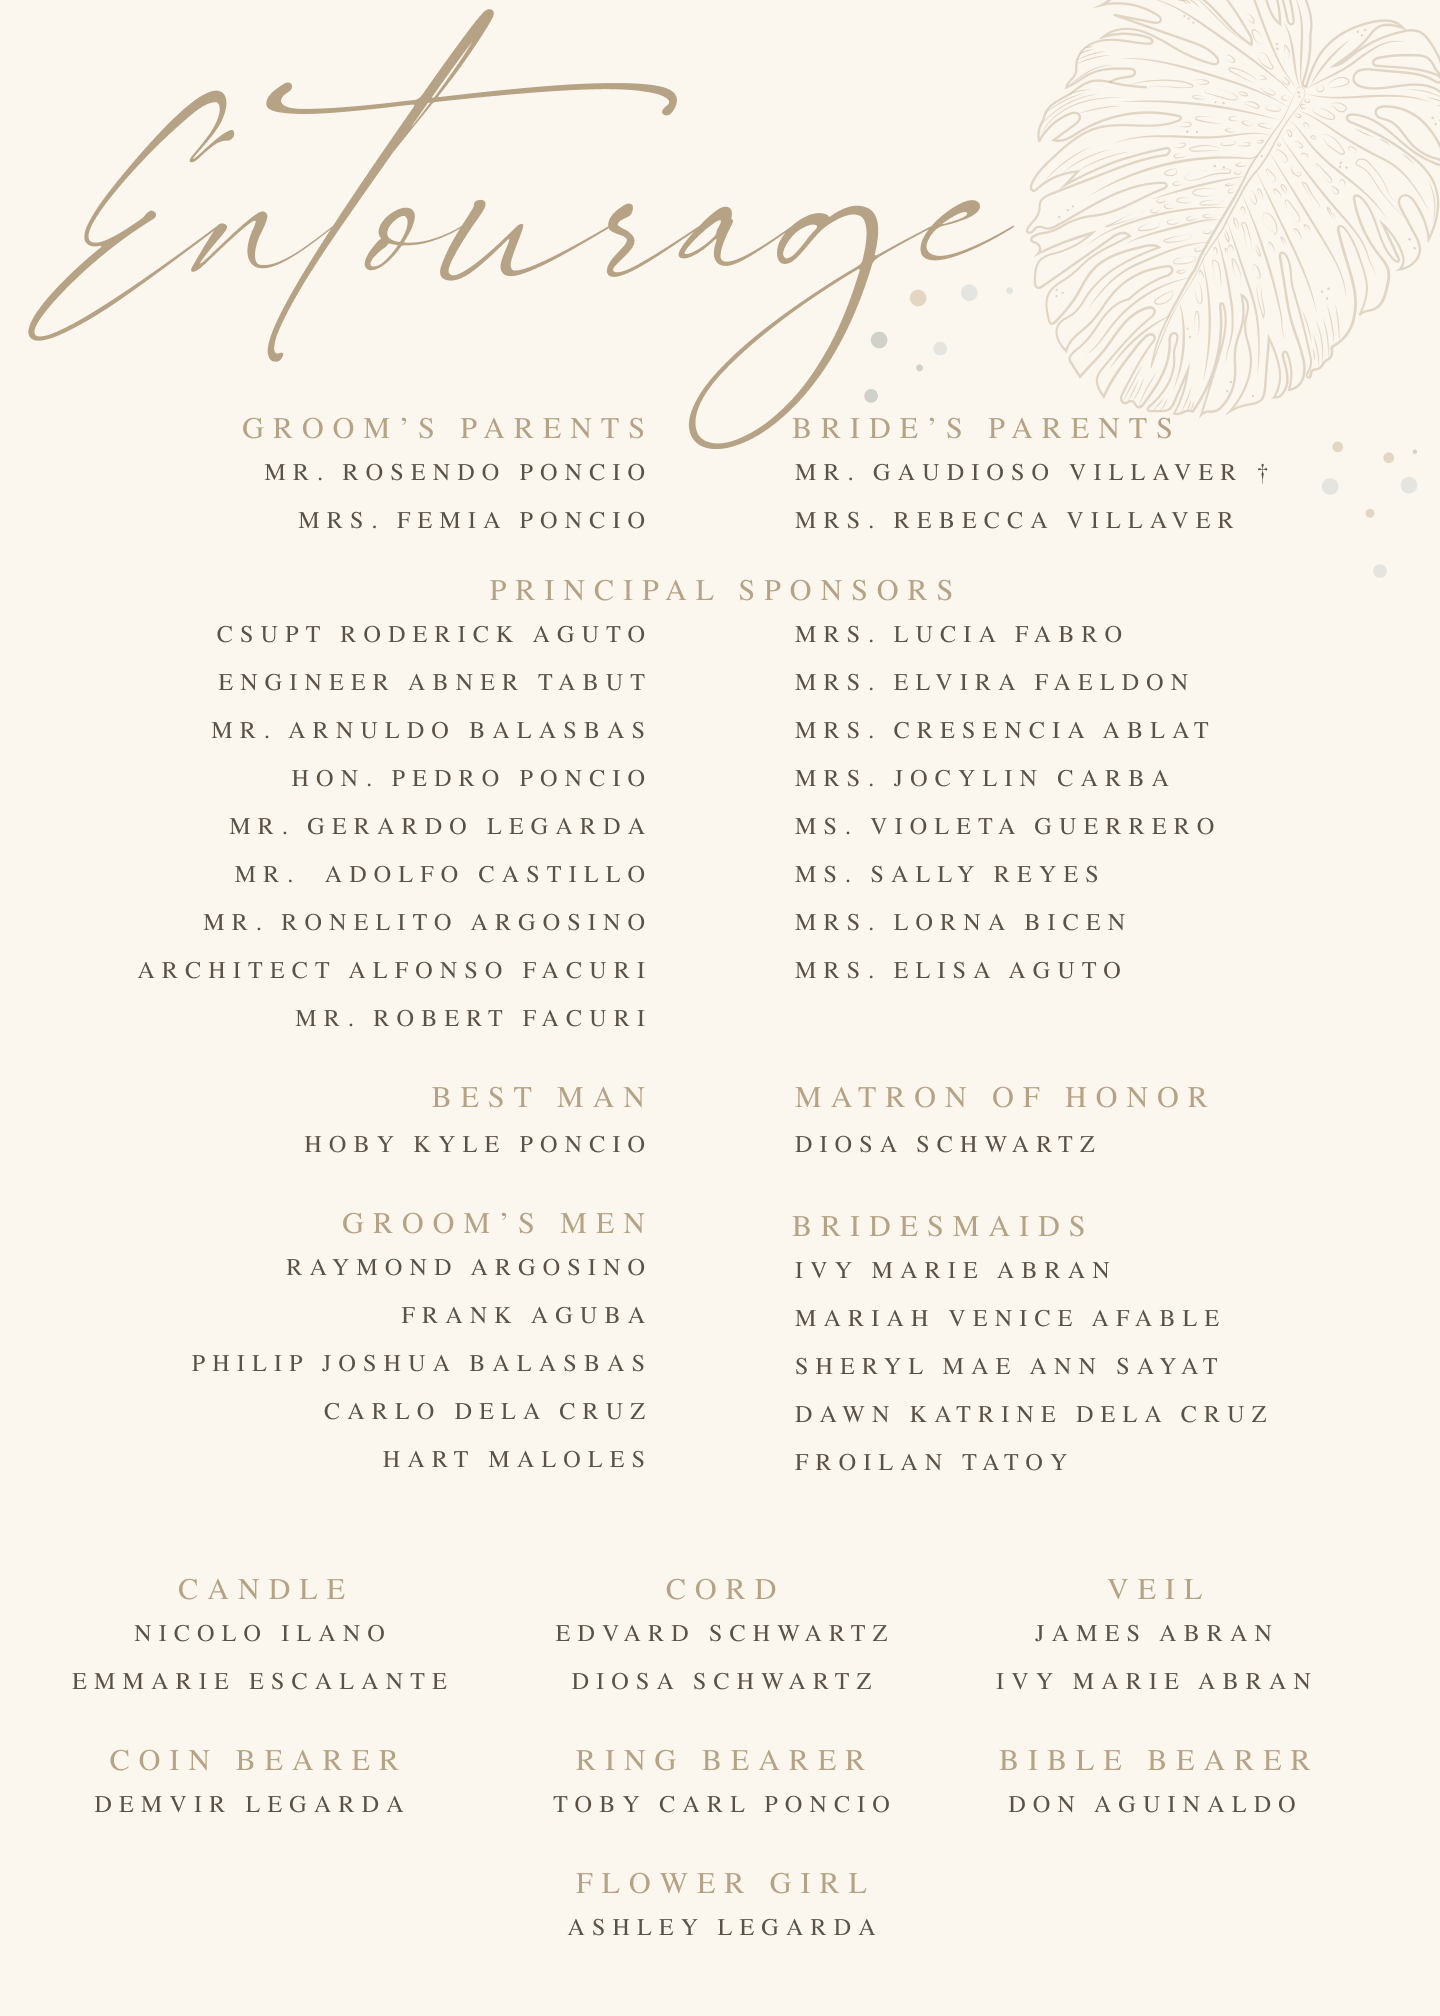 Entourage
GROOM’S PARENTS
MR. ROSENDO PONCIO
MRS. FEMIA PONCIO
BRIDE’S PARENTS
MR. GAUDIOSO VILLAVER †
MRS. REBECCA VILLAVER
PRINCIPAL SPONSORS
CSUPT RODERICK AGUTO
ENGINEER ABNER TABUT
MR. ARNULDO BALASBAS
HON. PEDRO PONCIO
MR. GERARDO LEGARDA
MR. ADOLFO CASTILLO
MR. RONELITO ARGOSINO
ARCHITECT ALFONSO FACURI
MR. ROBERT FACURI
MRS. LUCIA FABRO
MRS. ELVIRA FAELDON
MRS. CRESENCIA ABLAT
MRS. JOCYLIN CARBA
MS. VIOLETA GUERRERO
MS. SALLY REYES
MRS. LORNA BICEN
MRS. ELISA AGUTO
BEST MAN
HOBY KYLE PONCIO
MATRON OF HONOR
DIOSA SCHWARTZ
GROOM’S MEN
RAYMOND ARGOSINO
FRANK AGUBA
PHILIP JOSHUA BALASBAS
CARLO DELA CRUZ
HART MALOLES
BRIDESMAIDS
IVY MARIE ABRAN
MARIAH VENICE AFABLE
SHERYL MAE ANN SAYAT
DAWN KATRINE DELA CRUZ
FROILAN TATOY
CANDLE
NICOLO ILANO
EMMARIE ESCALANTE
CORD
EDVARD SCHWARTZ
DIOSA SCHWARTZ
VEIL
JAMES ABRAN
IVY MARIE ABRAN
COIN BEARER
DEMVIR LEGARDA
RING BEARER
TOBY CARL PONCIO
BIBLE BEARER
DON AGUINALDO
FLOWER GIRL
ASHLEY LEGARDA